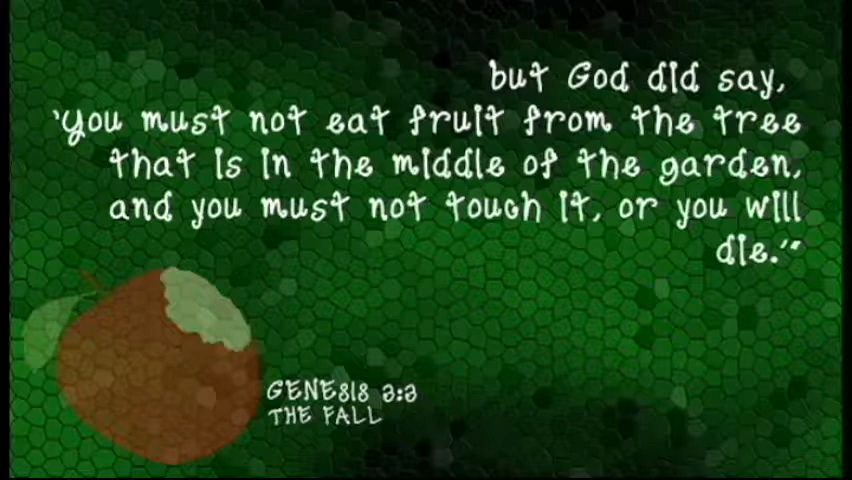 but God did say,
'You must not eat fruit from the tree
that is in the middle of the garden,
and you must not touch it, or you will
die.'"
GENESIS 3:3
THE FALL